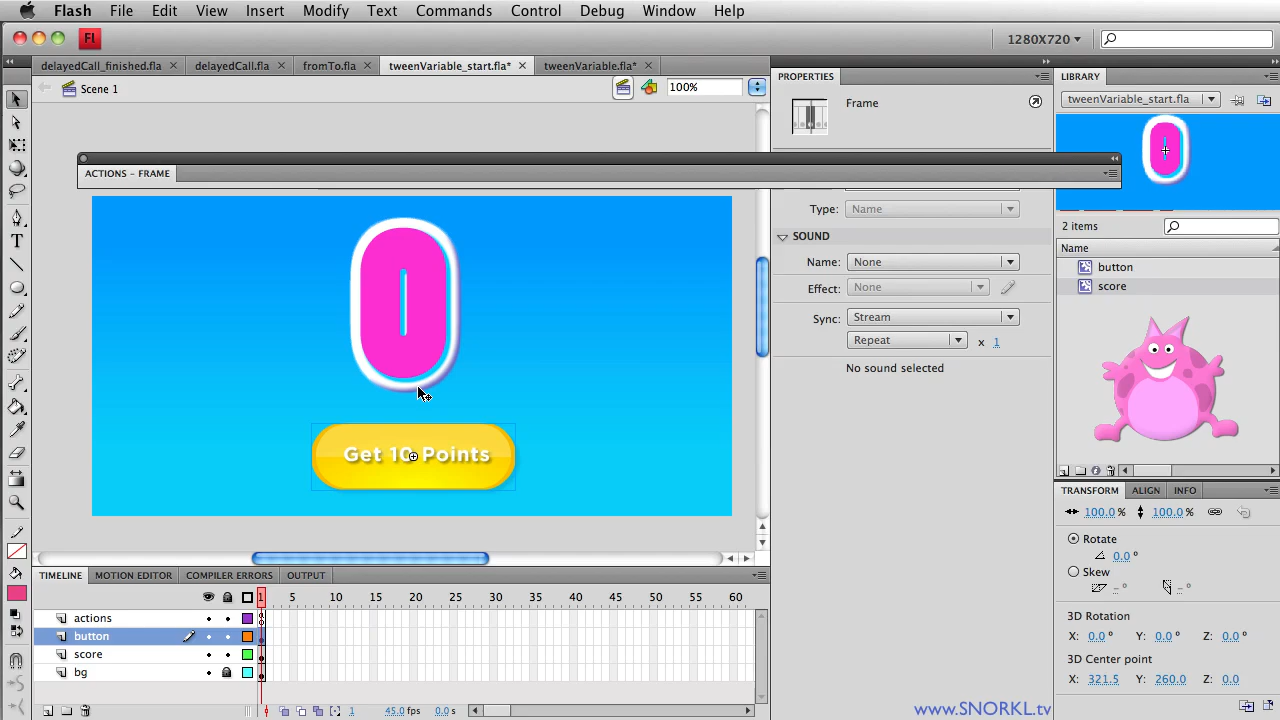 Flash File Edit View Insert Modify Text Commands Control Debug Window Help
Fl 1280X720
delayedCall_finished.fla delayedCall.fla fromTo.fla tweenVariable_start.fla* tweenVariable.fla*
Scene 1 100%
ACTIONS – FRAME
0
Get 10 Points
PROPERTIES
Frame
Type: Name
SOUND
Name: None
Effect: None
Sync: Stream
Repeat x 1
No sound selected
LIBRARY
tweenVariable_start.fla
0
2 items
Name
button
score
TRANSFORM ALIGN INFO
100.0 % 100.0 %
Rotate
0.0 °
Skew
- ° - °
3D Rotation
X: 0.0 ° Y: 0.0 ° Z: 0.0 °
3D Center point
X: 321.5 Y: 260.0 Z: 0.0
TIMELINE MOTION EDITOR COMPILER ERRORS OUTPUT
1 5 10 15 20 25 30 35 40 45 50 55 60
actions
button
score
bg
1 45.0 fps 0.0 s
www.SNORKL.tv